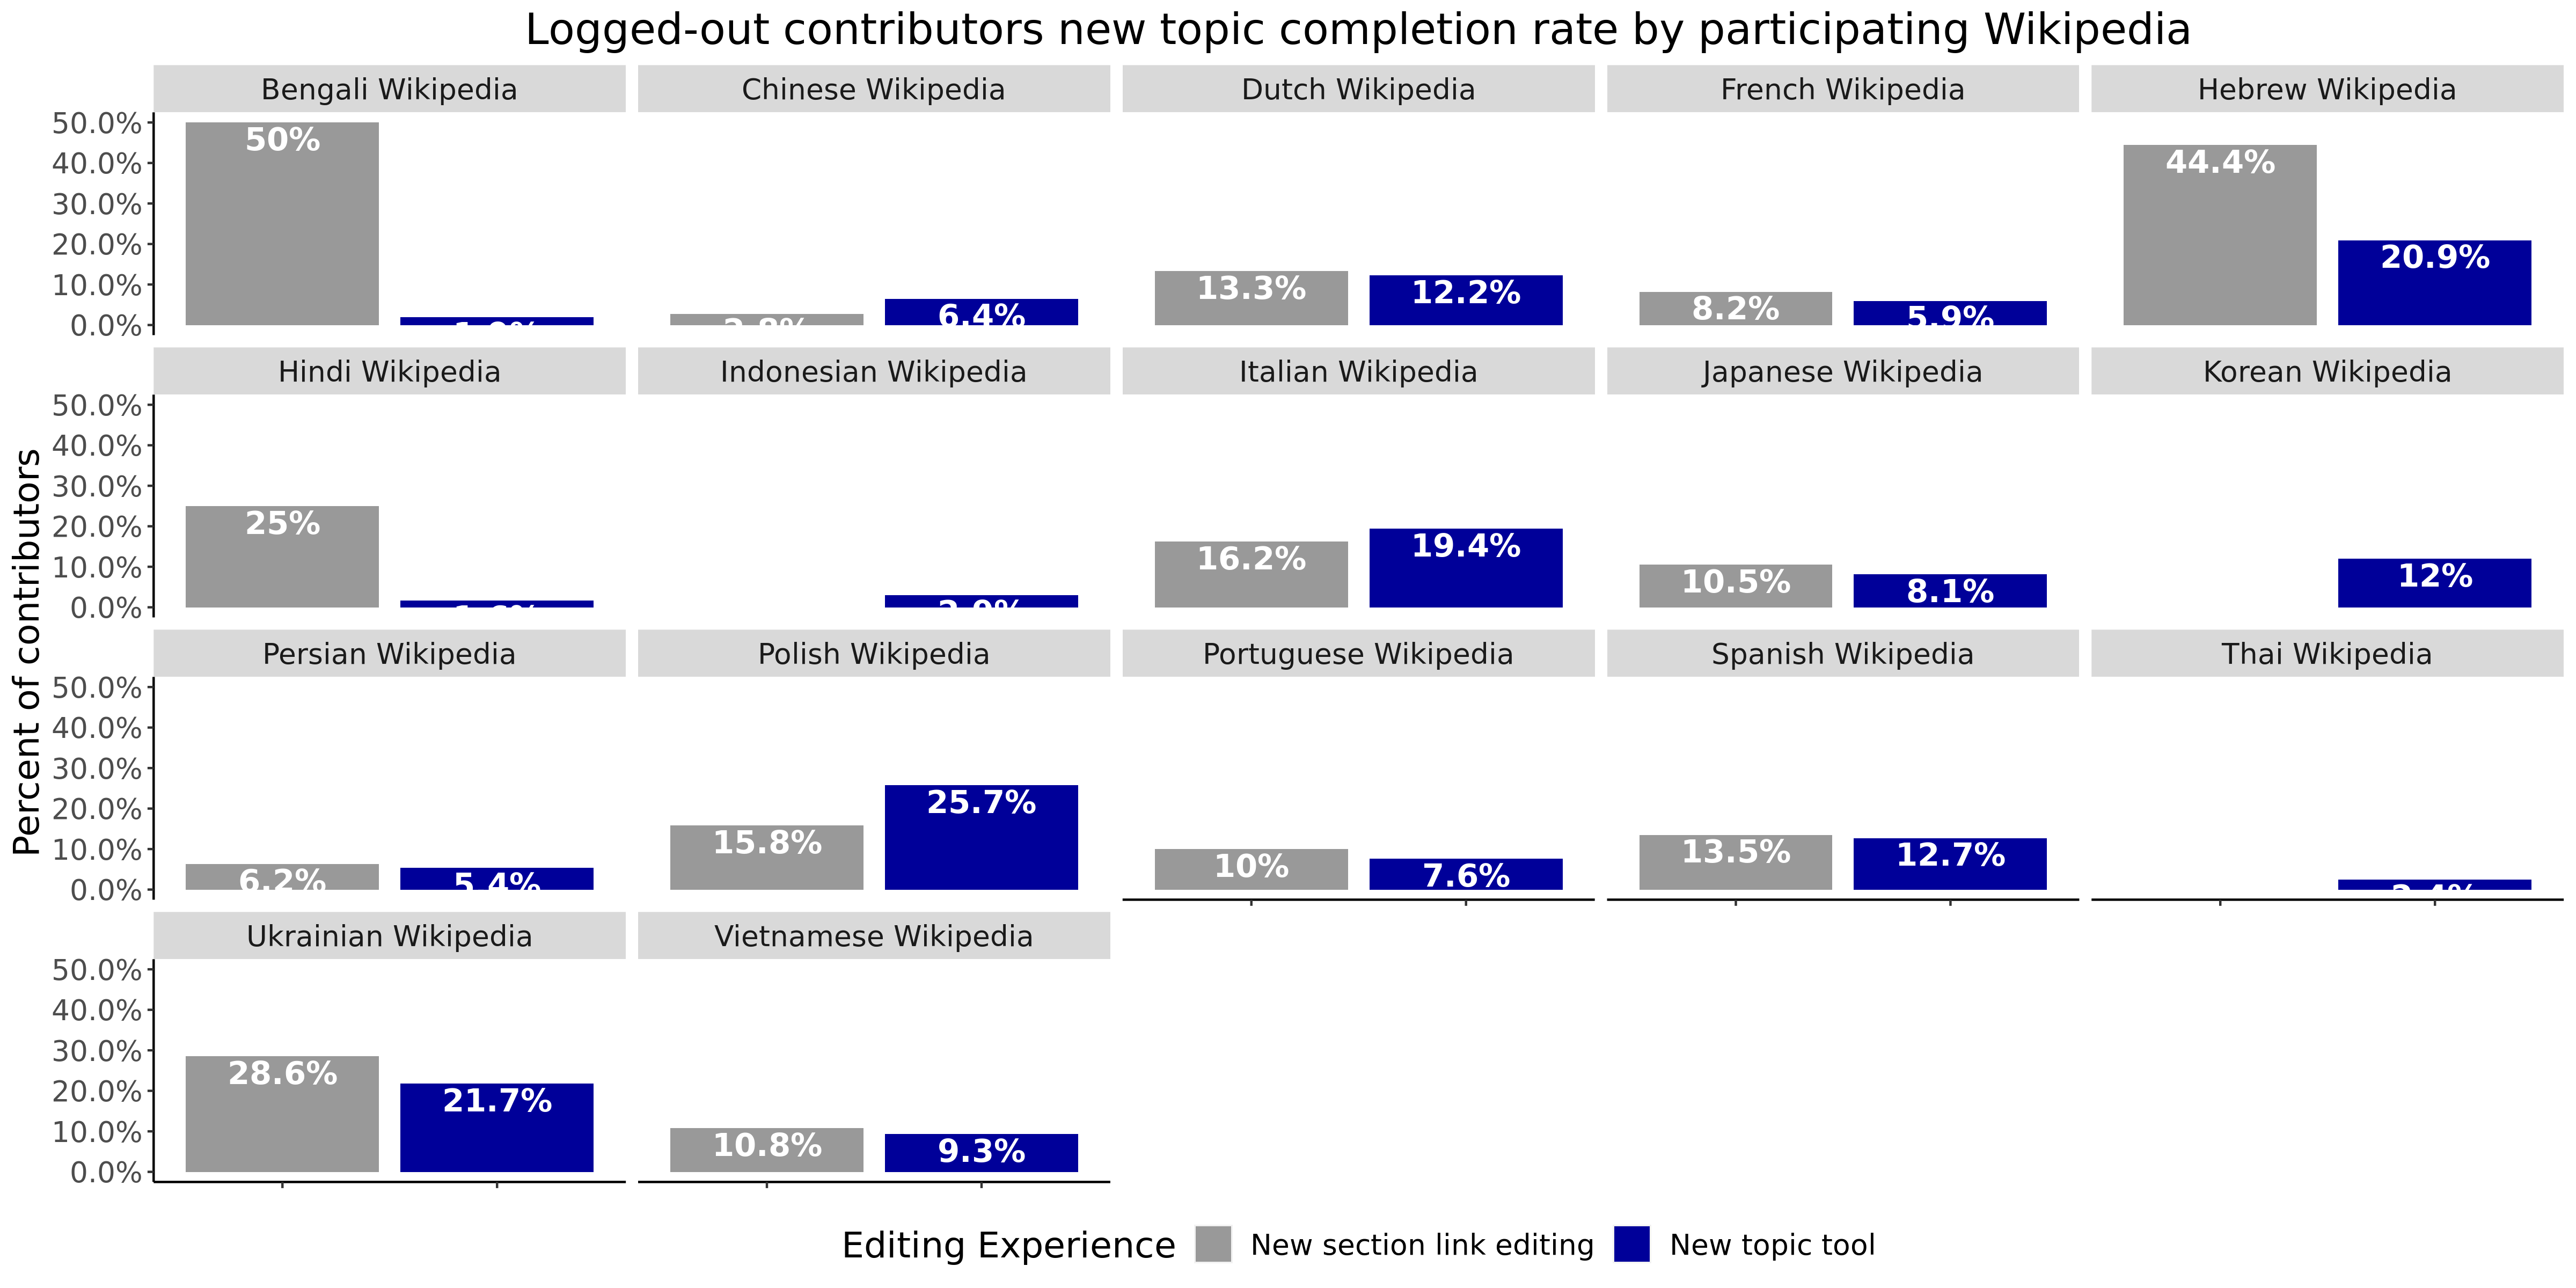 Logged-out contributors new topic completion rate by participating Wikipedia
Bengali Wikipedia
Chinese Wikipedia
Dutch Wikipedia
French Wikipedia
Hebrew Wikipedia
50.0%
40.0%
30.0%
20.0%
10.0%
0.0%
50%
6.4%
13.3%
12.2%
8.2%
5.9%
44.4%
20.9%
Hindi Wikipedia
Indonesian Wikipedia
Italian Wikipedia
Japanese Wikipedia
Korean Wikipedia
50.0%
40.0%
30.0%
20.0%
10.0%
0.0%
25%
16.2%
19.4%
10.5%
8.1%
12%
Persian Wikipedia
Polish Wikipedia
Portuguese Wikipedia
Spanish Wikipedia
Thai Wikipedia
50.0%
40.0%
30.0%
20.0%
10.0%
0.0%
6.2%
5.4%
15.8%
25.7%
10%
7.6%
13.5%
12.7%
Ukrainian Wikipedia
Vietnamese Wikipedia
50.0%
40.0%
30.0%
20.0%
10.0%
0.0%
28.6%
21.7%
10.8%
9.3%
Percent of contributors
Editing Experience
New section link editing
New topic tool